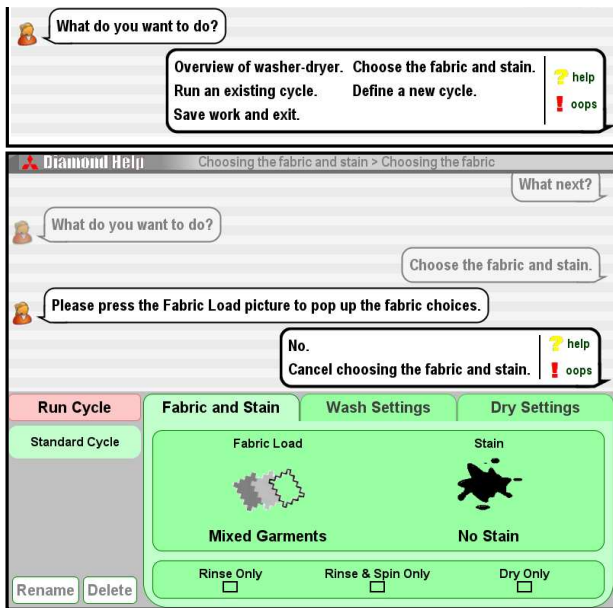 What do you want to do?
Overview of washer-dryer. Choose the fabric and stain.
Run an existing cycle. Define a new cycle.
Save work and exit.
? help
! oops
Diamond Help
Choosing the fabric and stain > Choosing the fabric
What next?
What do you want to do?
Choose the fabric and stain.
Please press the Fabric Load picture to pop up the fabric choices.
No.
Cancel choosing the fabric and stain.
? help
! oops
Run Cycle
Fabric and Stain
Wash Settings
Dry Settings
Standard Cycle
Fabric Load
Stain
Mixed Garments
No Stain
Rinse Only
Rinse & Spin Only
Dry Only
Rename
Delete